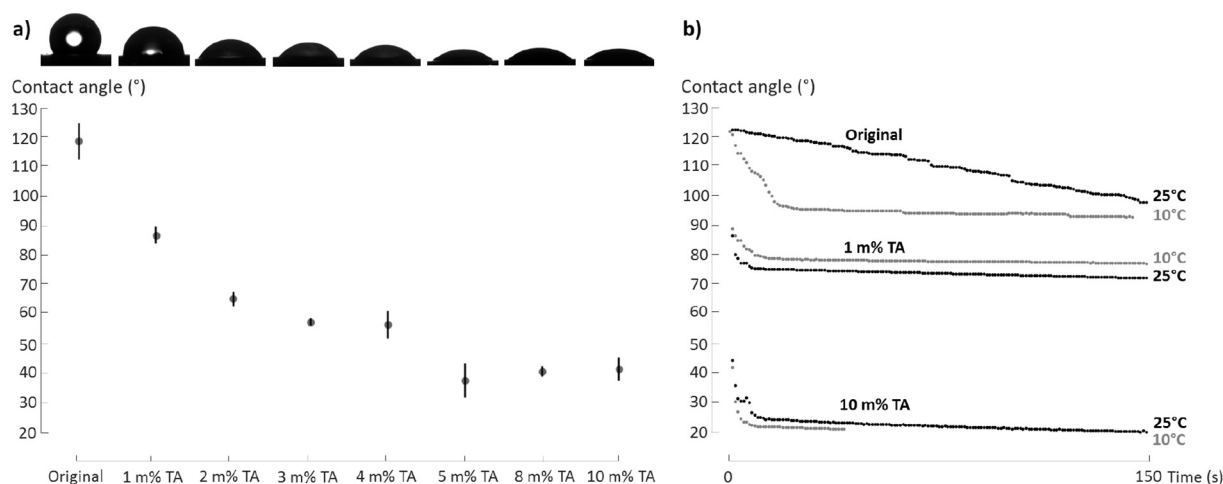 a)
Contact angle (°)
130
120
110
100
90
80
70
60
50
40
30
20
Original 1 m% TA 2 m% TA 3 m% TA 4 m% TA 5 m% TA 8 m% TA 10 m% TA
b)
Contact angle (°)
130
120
110
100
90
80
70
60
50
40
30
20
Original
25°C
10°C
1 m% TA
10°C
25°C
10 m% TA
25°C
10°C
0 150 Time (s)